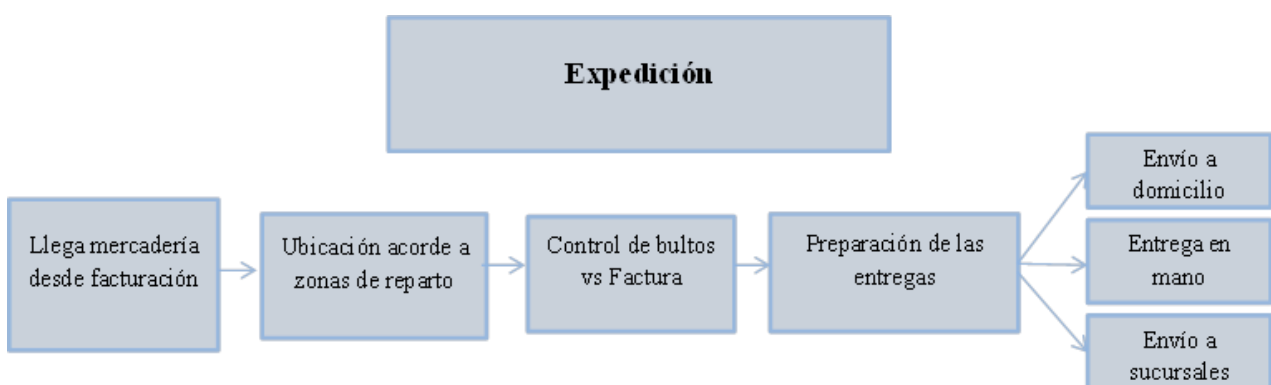 Expedición
Llega mercadería
desde facturación
Ubicación acorde a
zonas de reparto
Control de bultos
vs Factura
Preparación de las
entregas
Envío a
domicilio
Entrega en
mano
Envío a
sucursales